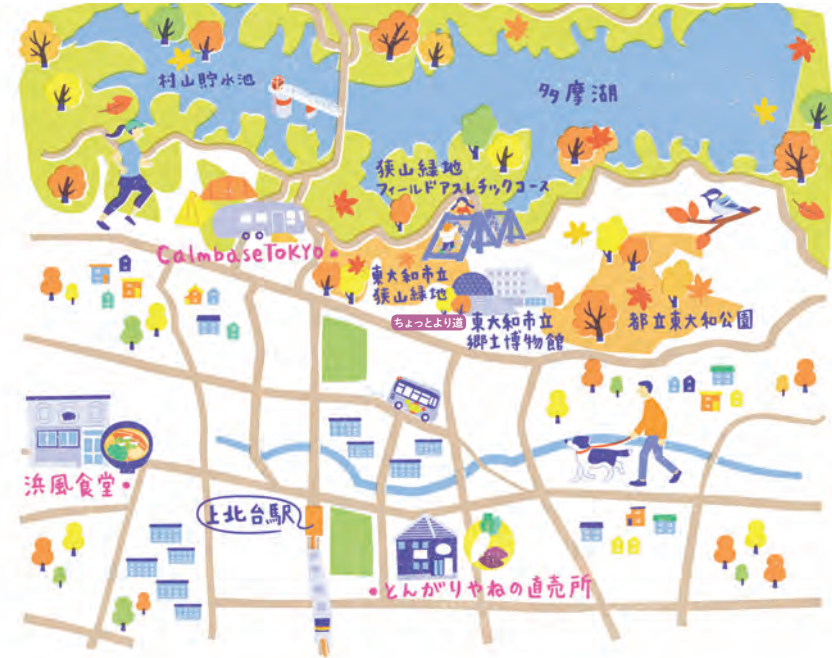 村山貯水池
多摩湖
狭山緑地
フィールドアスレチックコース
CalmbaseTOKYO
東大和市立
狭山緑地
ちょっとより道
東大和市立
郷土博物館
都立東大和公園
浜風食堂
上北台駅
とんがりやねの直売所